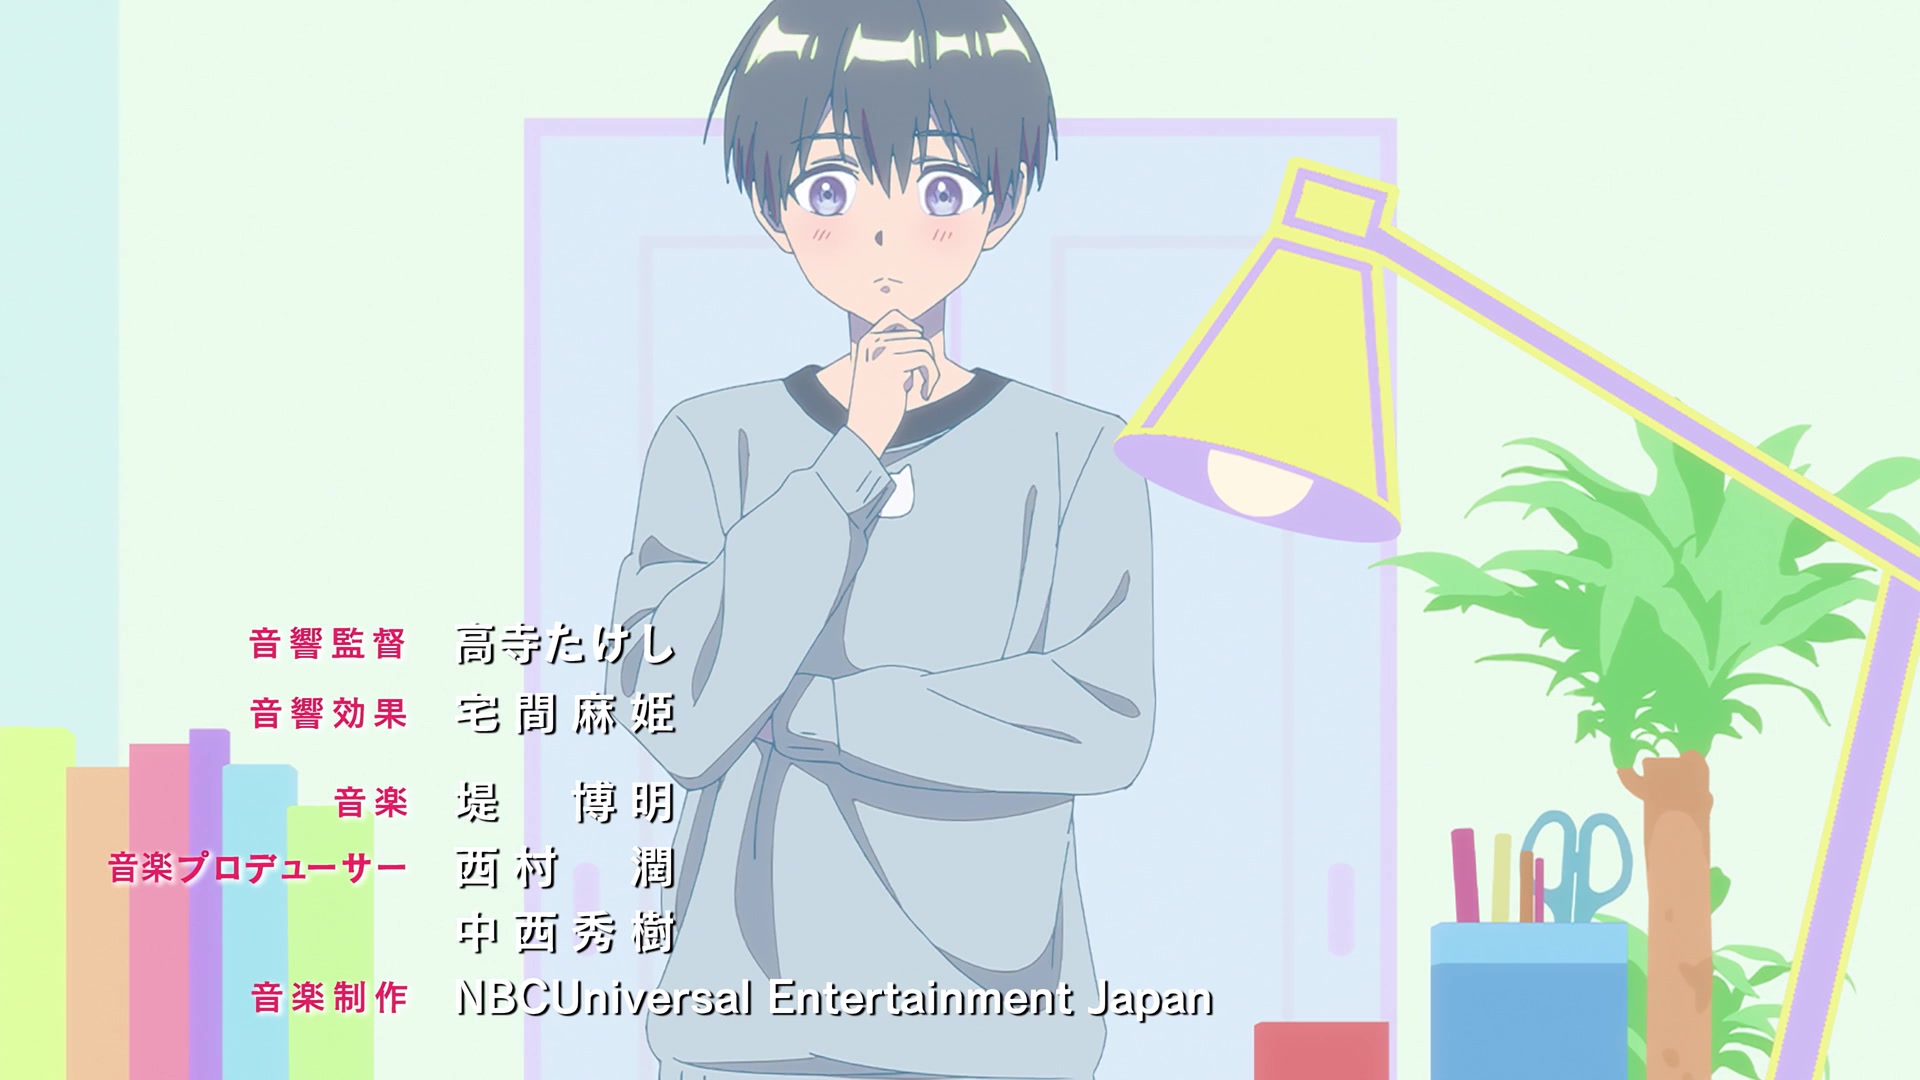 音響監督 高寺たけし
音響効果 宅間麻姫
音楽 堤 博明
音楽プロデューサー 西村 潤
中西秀樹
音楽制作 NBCUniversal Entertainment Japan